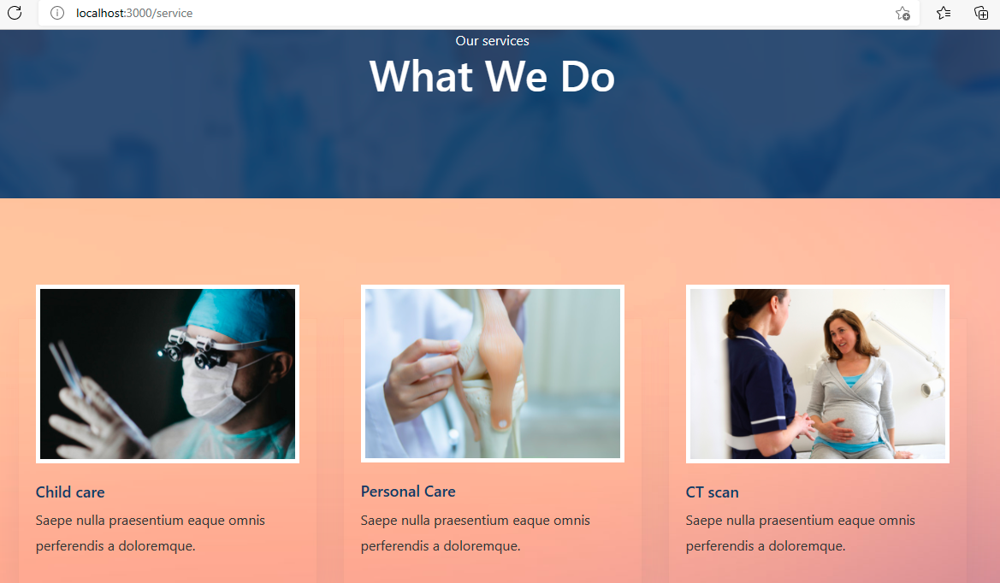 localhost:3000/service
Our services
What We Do
Child care
Saepe nulla praesentium eaque omnis
perferendis a doloremque.
Personal Care
Saepe nulla praesentium eaque omnis
perferendis a doloremque.
CT scan
Saepe nulla praesentium eaque omnis
perferendis a doloremque.